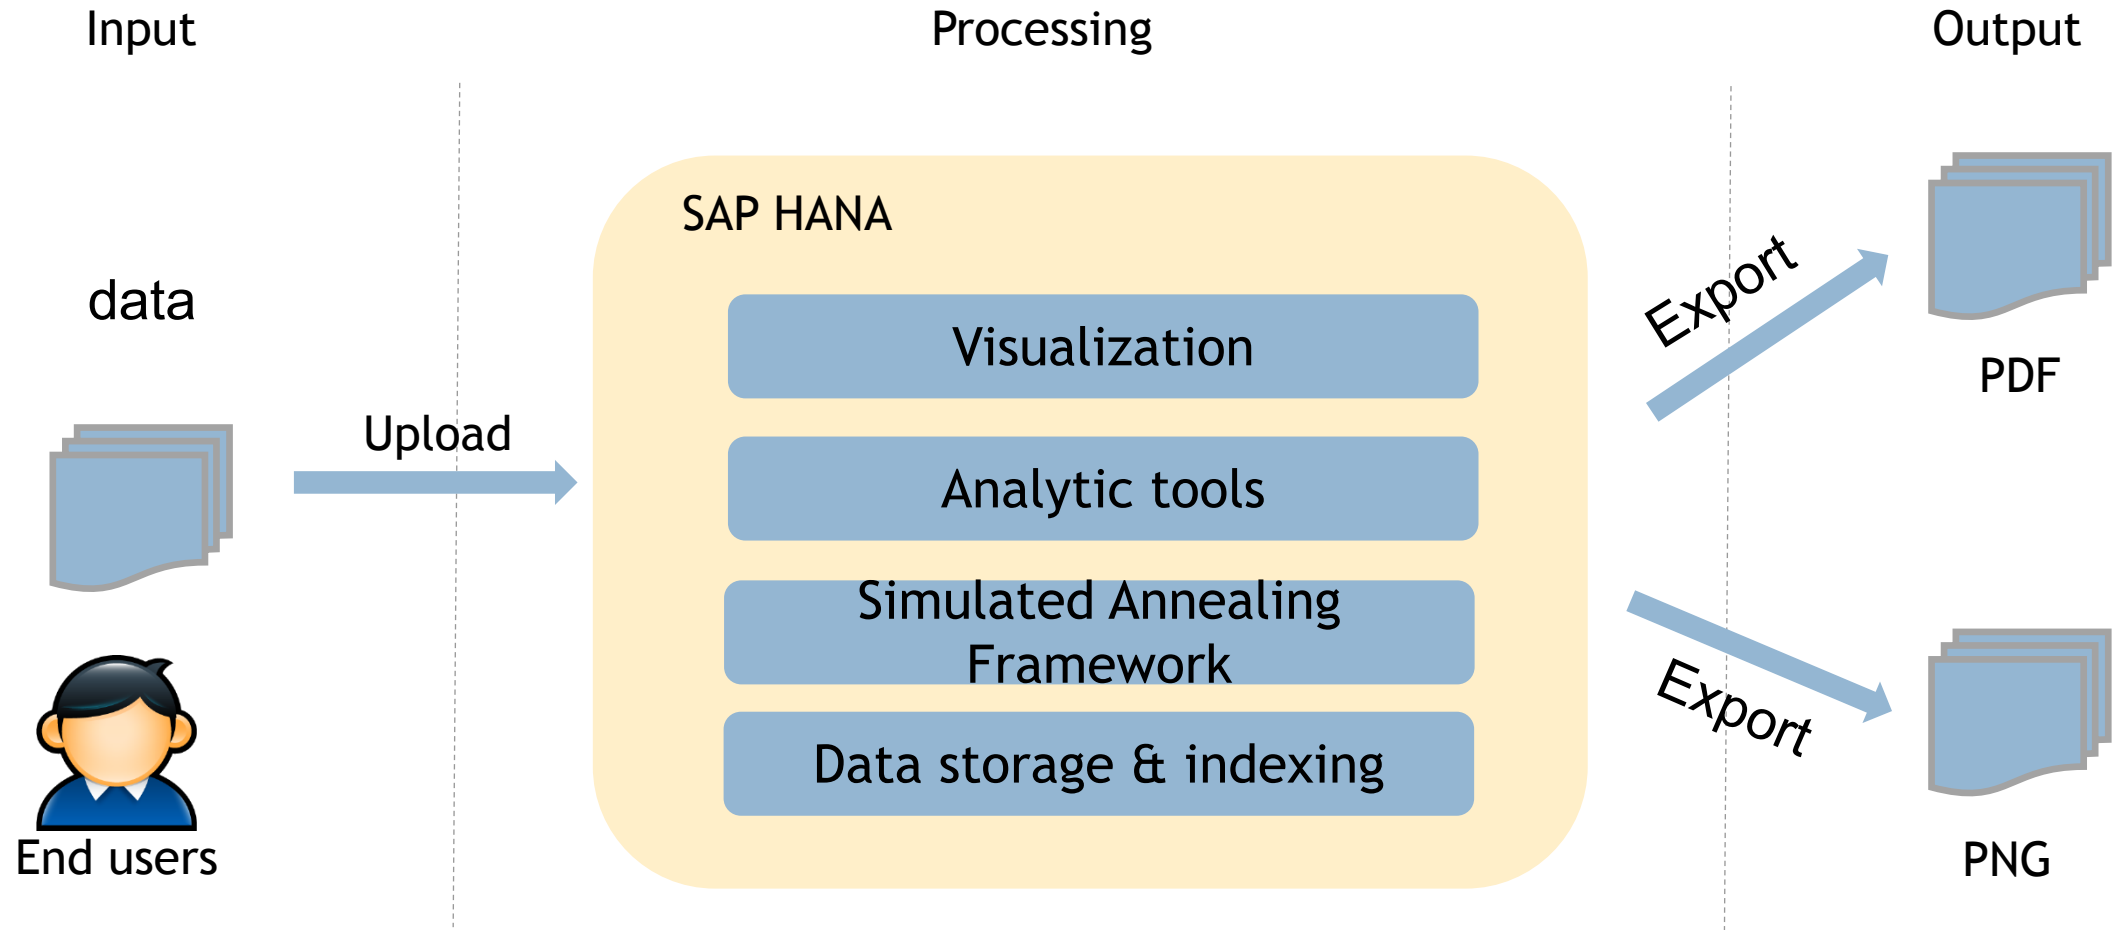 Input
Processing
Output
data
Upload
End users
SAP HANA
Visualization
Analytic tools
Simulated Annealing
Framework
Data storage & indexing
Export
PDF
Export
PNG